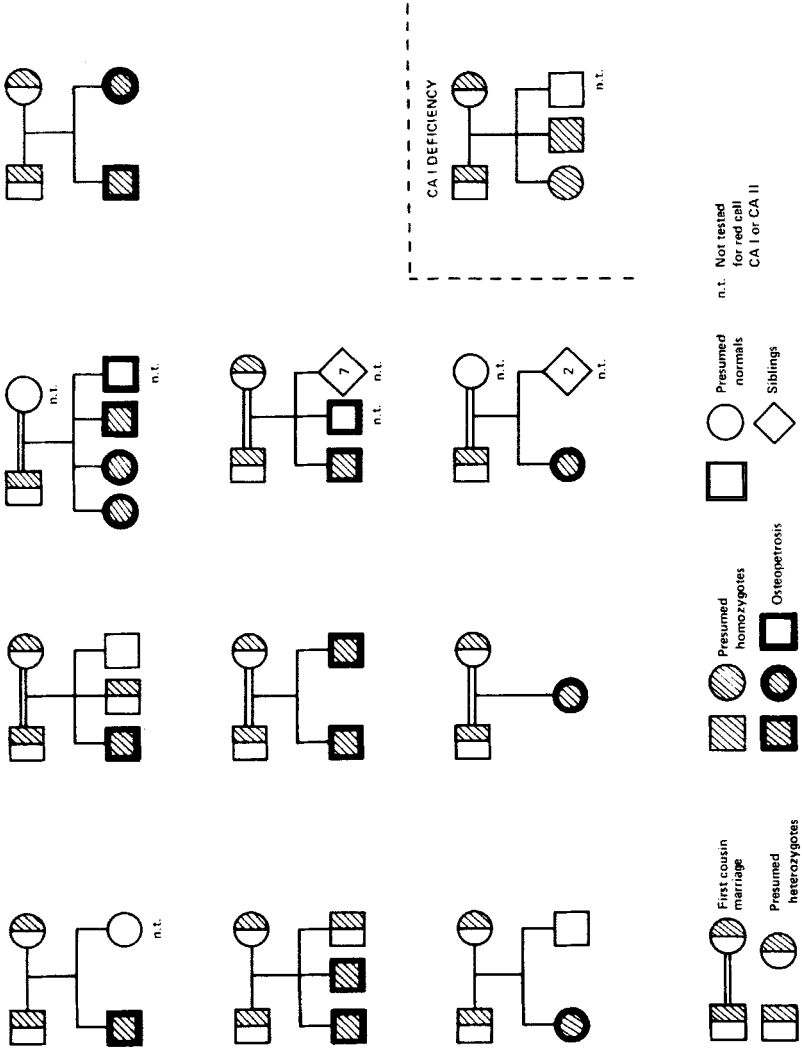 n.t.
n.t.
n.t.
7
n.t. n.t.
n.t.
2
n.t.
CA I DEFICIENCY
n.t.
First cousin
marriage
Presumed
heterozygotes
Presumed
homozygotes
Osteopetrosis
Presumed
normals
Siblings
n.t. Not tested
for red cell
CA I or CA II